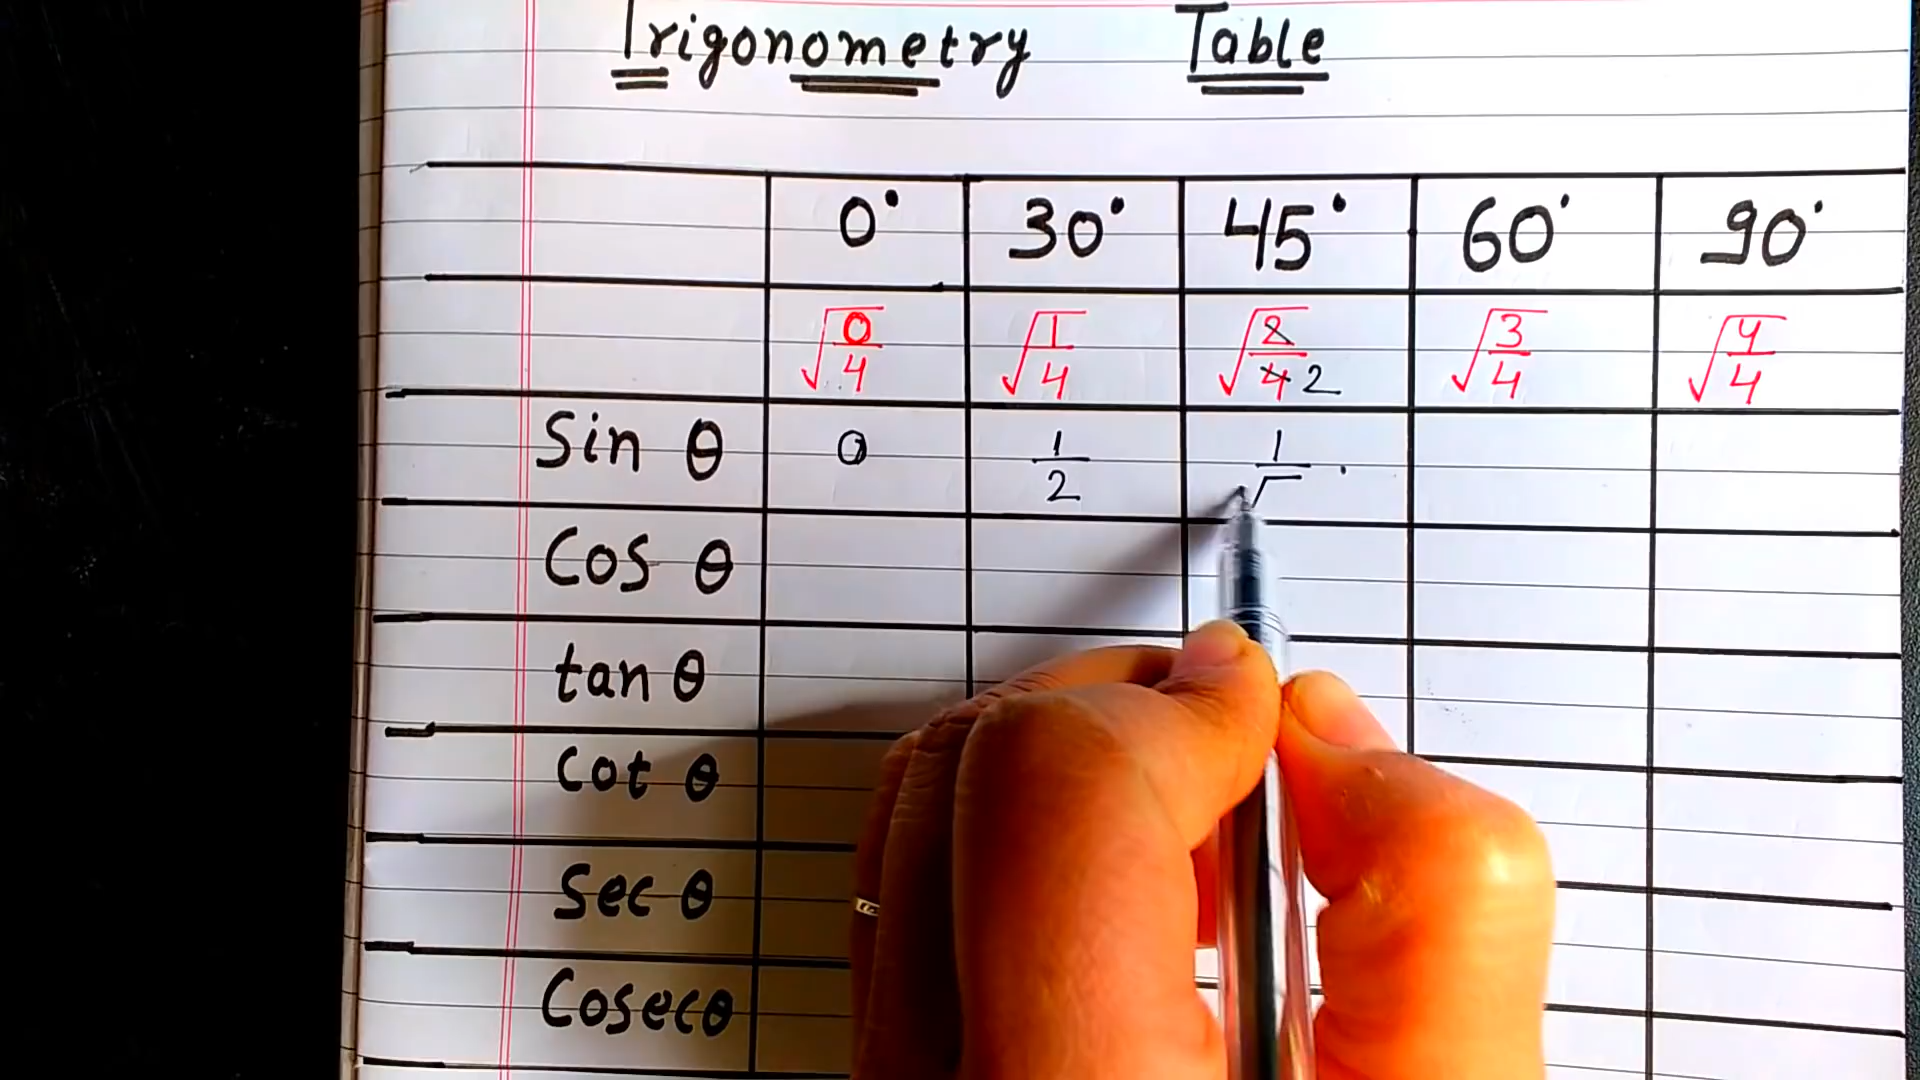 Trigonometry Table
0° 30° 45° 60° 90°
√0/4 √1/4 √2/4 2 √3/4 √4/4
Sin θ 0 1/2 1/√
Cos θ
tan θ
Cot θ
Sec θ
Cosec θ